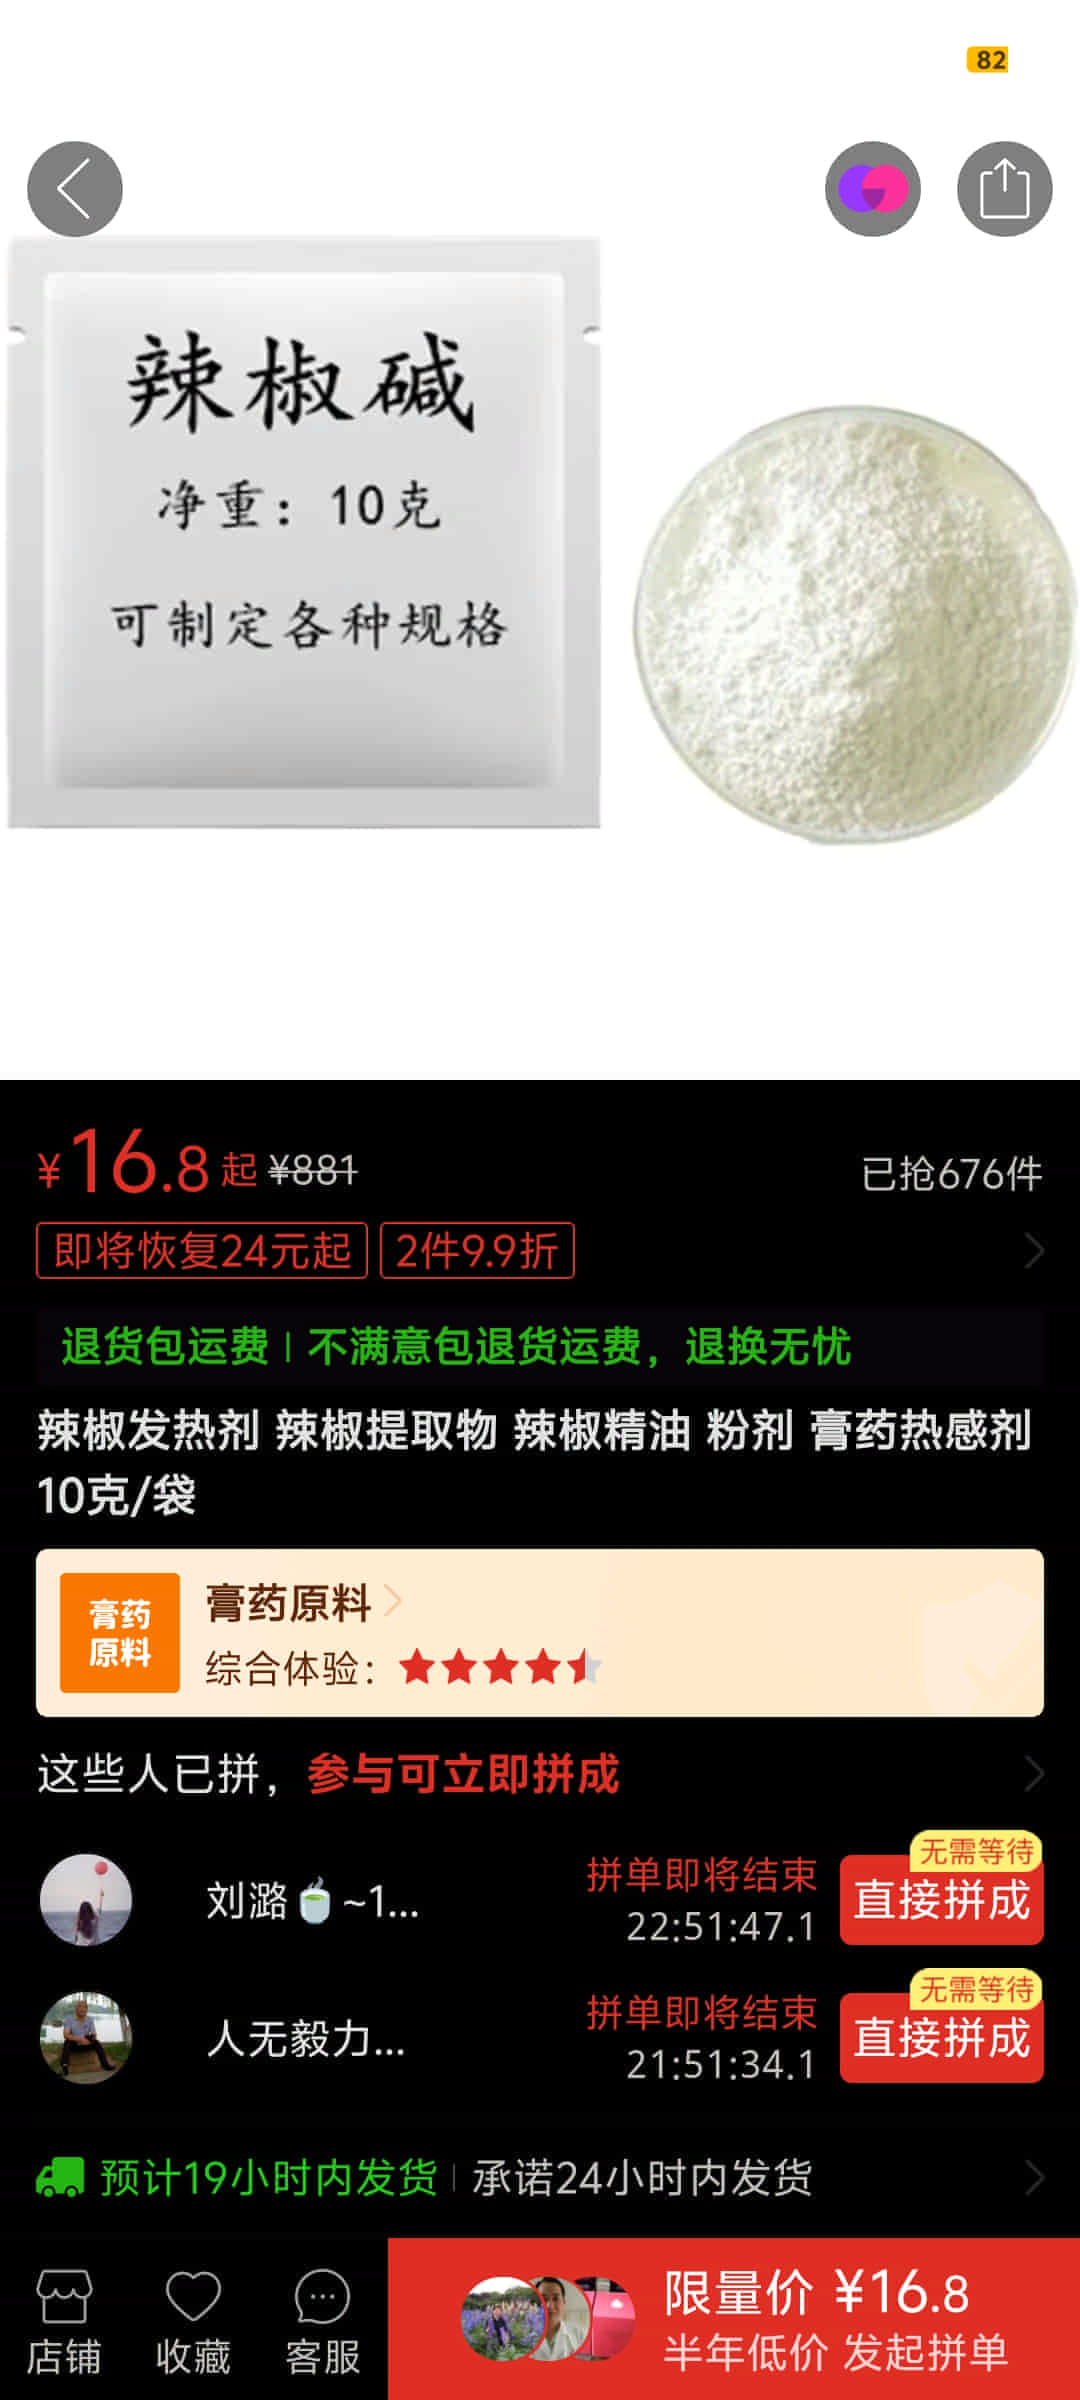 82
辣椒碱
净重：10克
可制定各种规格
¥16.8起 ¥881
已抢676件
即将恢复24元起 2件9.9折
退货包运费 | 不满意包退货运费，退换无忧
辣椒发热剂 辣椒提取物 辣椒精油 粉剂 膏药热感剂
10克/袋
膏药
原料
膏药原料
综合体验：
这些人已拼，参与可立即拼成
无需等待
刘潞🍵~1... 拼单即将结束 直接拼成
22:51:47.1
无需等待
人无毅力... 拼单即将结束 直接拼成
21:51:34.1
预计19小时内发货 | 承诺24小时内发货
店铺 收藏 客服
限量价 ¥16.8
半年低价 发起拼单